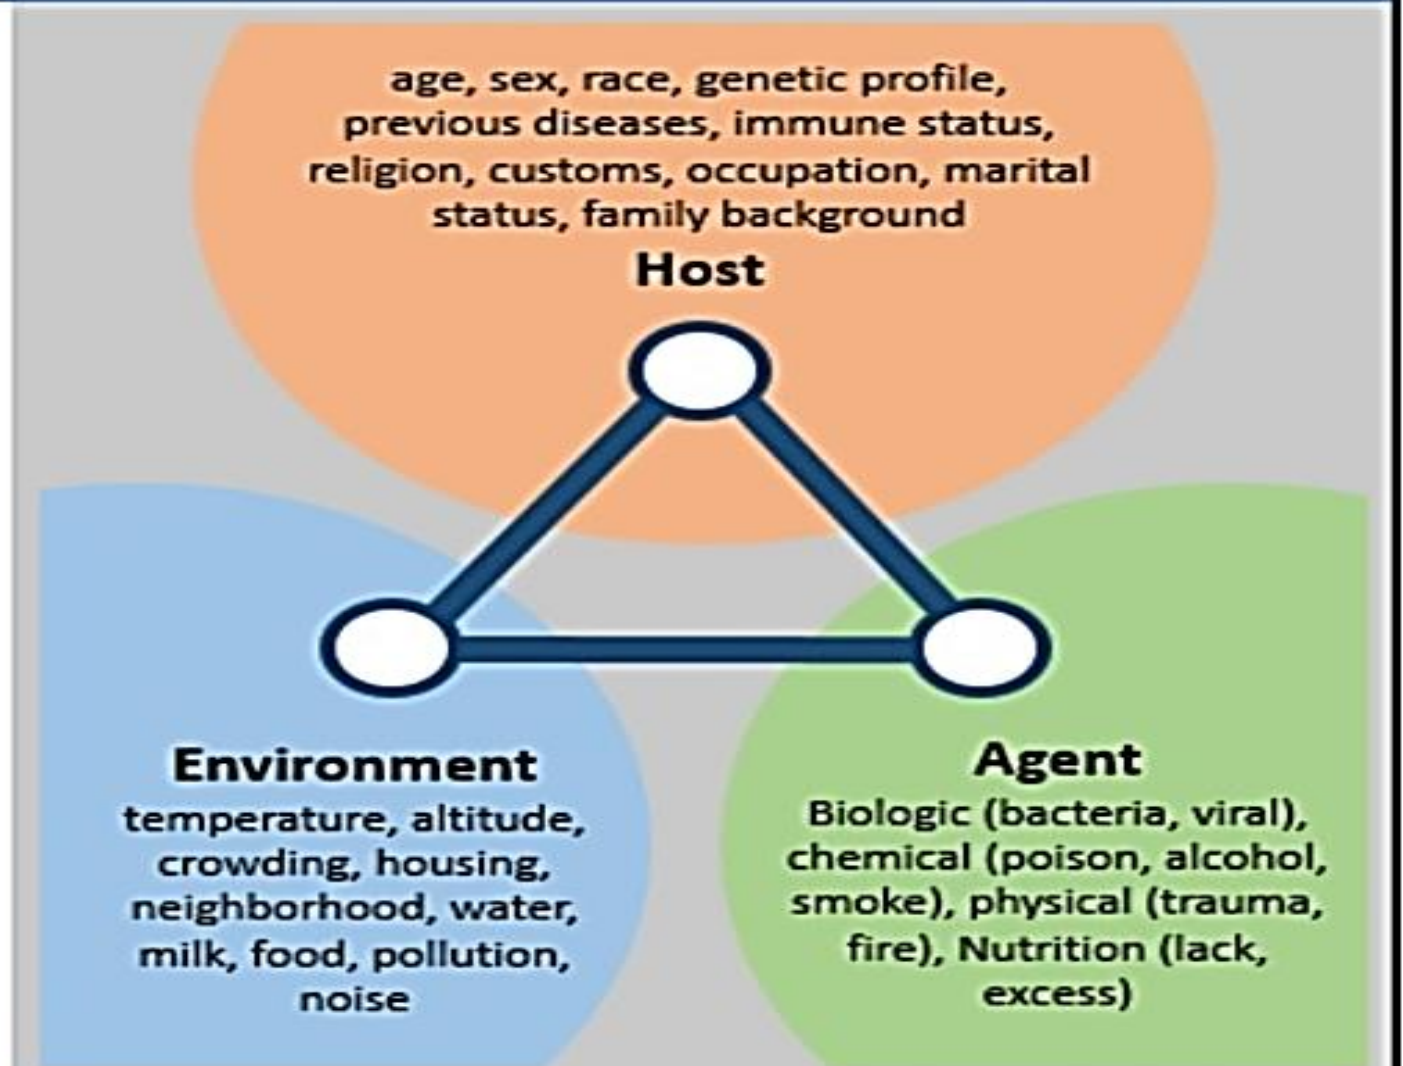 age, sex, race, genetic profile,
previous diseases, immune status,
religion, customs, occupation, marital
status, family background
Host
Environment
temperature, altitude,
crowding, housing,
neighborhood, water,
milk, food, pollution,
noise
Agent
Biologic (bacteria, viral),
chemical (poison, alcohol,
smoke), physical (trauma,
fire), Nutrition (lack,
excess)